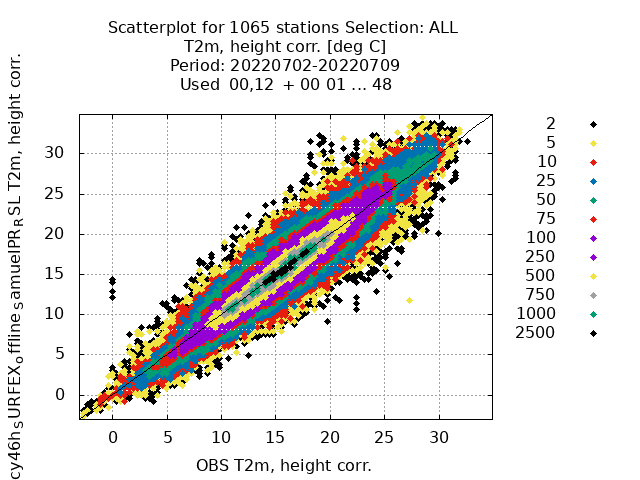 Scatterplot for 1065 stations Selection: ALL
T2m, height corr. [deg C]
Period: 20220702-20220709
Used 00,12 + 00 01 ... 48
cy46h_SURFEX_offline_SamuelPR_RSL T2m, height corr.
30
25
20
15
10
5
0
0 5 10 15 20 25 30
OBS T2m, height corr.
2
5
10
25
50
75
100
250
500
750
1000
2500